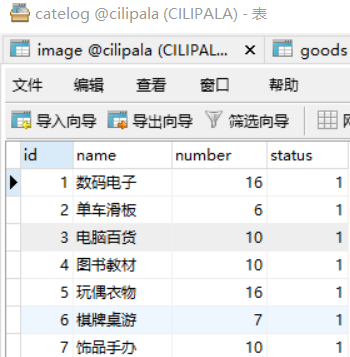 catelog @cilipala (CILIPALA) - 表
image @cilipala (CILIPAL... × goods
文件 编辑 查看 窗口 帮助
导入向导 导出向导 筛选向导 网
id name number status
1 数码电子 16 1
2 单车滑板 6 1
3 电脑百货 10 1
4 图书教材 10 1
5 玩偶衣物 16 1
6 棋牌桌游 7 1
7 饰品手办 10 1